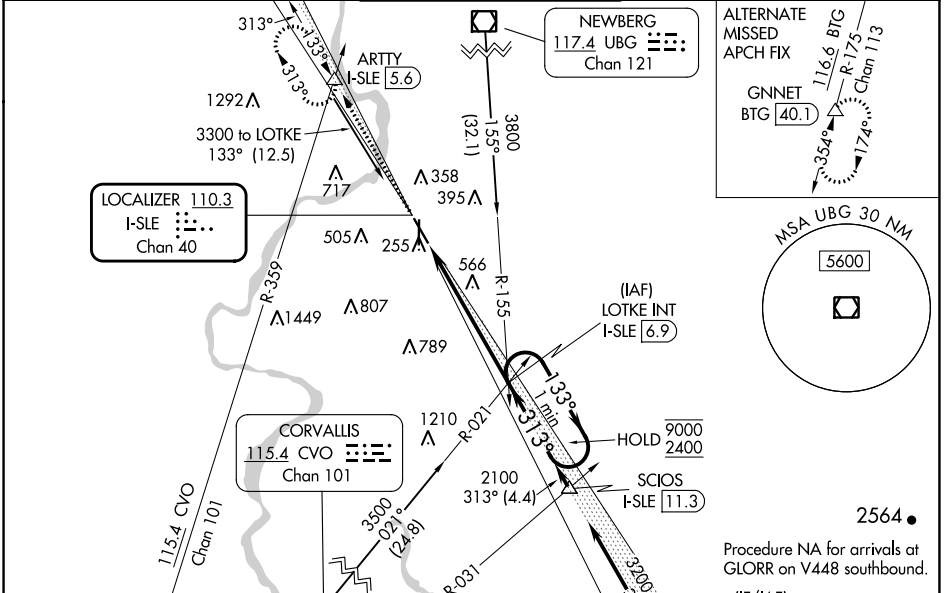 313°
133°
313°
ARTTY
I-SLE 5.6
1292
3300 to LOTKE
133° (12.5)
717
NEWBERG
117.4 UBG
Chan 121
3800
155°
(32.1)
ALTERNATE
MISSED
APCH FIX
116.6 BTG
R-175
Chan 113
GNNET
BTG 40.1
354°
174°
LOCALIZER 110.3
I-SLE
Chan 40
358
395
505
255
566
R-359
R-155
1449
807
789
MSA UBG 30 NM
5600
(IAF)
LOTKE INT
I-SLE 6.9
133°
1 min
313°
HOLD 9000
2400
CORVALLIS
115.4 CVO
Chan 101
1210
R-021
2100
313° (4.4)
SCIOS
I-SLE 11.3
115.4 CVO
Chan 101
3500
021°
(24.8)
R-031
3200
2564
Procedure NA for arrivals at
GLORR on V448 southbound.